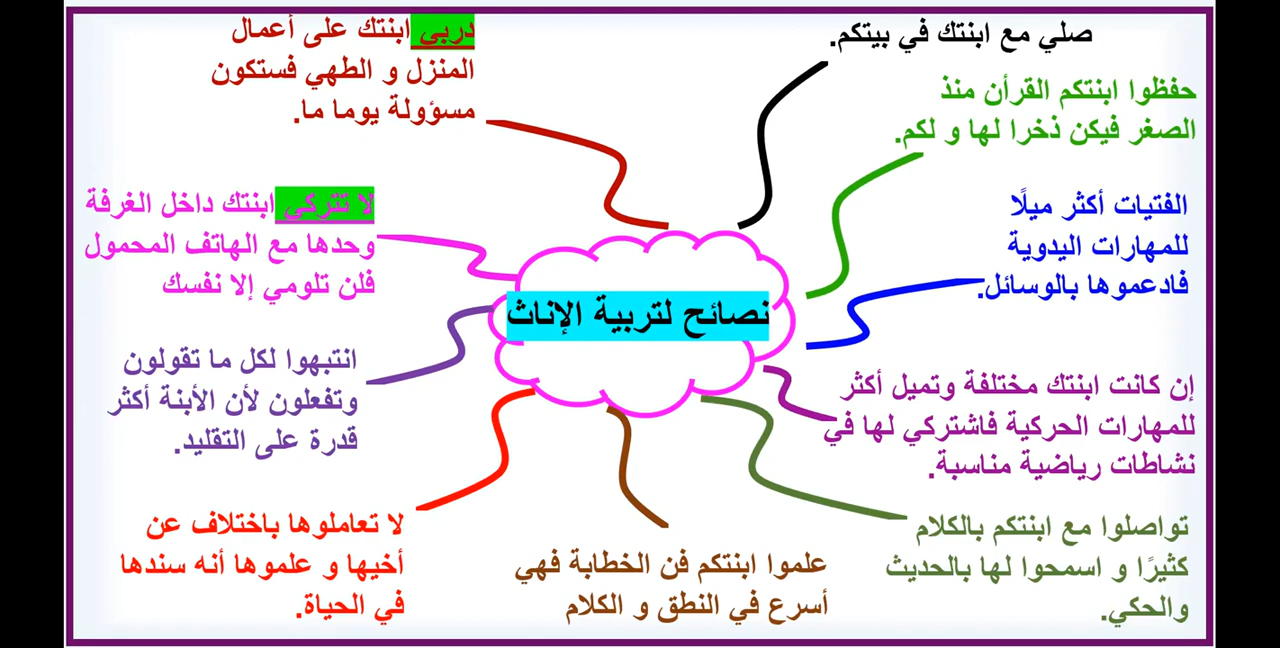 نصائح لتربية الإناث
صلي مع ابنتك في بيتكم.
حفظوا ابنتكم القرأن منذ
الصغر فيكن ذخرا لها و لكم.
الفتيات أكثر ميلًا
للمهارات اليدوية
فادعموها بالوسائل.
إن كانت ابنتك مختلفة وتميل أكثر
للمهارات الحركية فاشتركي لها في
نشاطات رياضية مناسبة.
تواصلوا مع ابنتكم بالكلام
كثيرًا و اسمحوا لها بالحديث
والحكي.
علموا ابنتكم فن الخطابة فهي
أسرع في النطق و الكلام
لا تعاملوها باختلاف عن
أخيها و علموها أنه سندها
في الحياة.
انتبهوا لكل ما تقولون
وتفعلون لأن الأبنة أكثر
قدرة على التقليد.
لا تتركي ابنتك داخل الغرفة
وحدها مع الهاتف المحمول
فلن تلومي إلا نفسك
دربي ابنتك على أعمال
المنزل و الطهي فستكون
مسؤولة يوما ما.